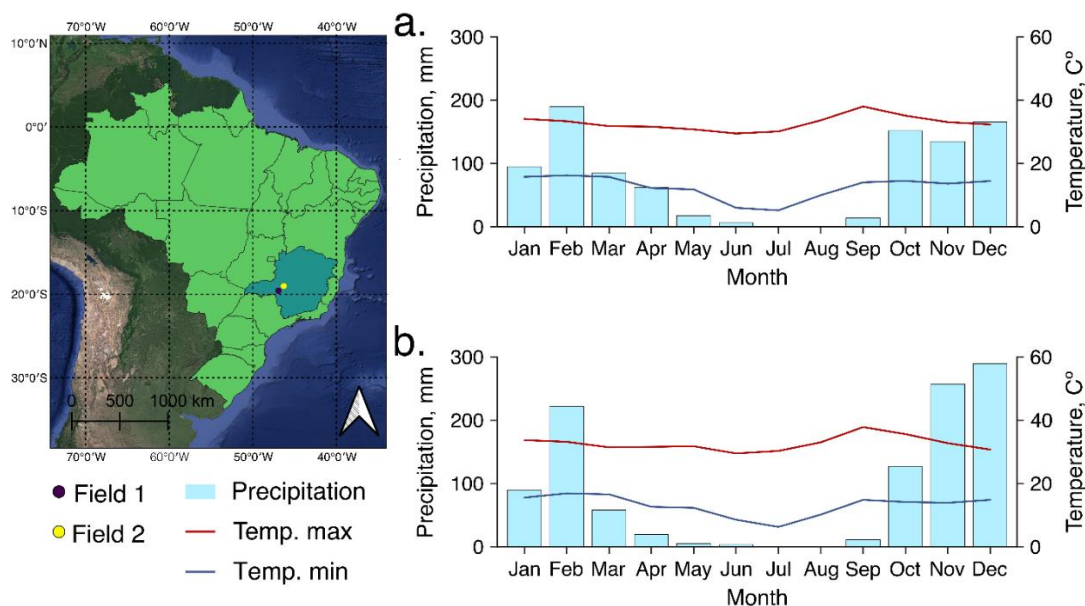 70°0'W 60°0'W 50°0'W 40°0'W
10°0'N
0°0'
10°0'S
20°0'S
30°0'S
0 500 1000 km
70°0'W 60°0'W 50°0'W 40°0'W
Field 1
Field 2
Precipitation
Temp. max
Temp. min
a.
Precipitation, mm
300
200
100
0
60
40
20
0
Temperature, Cº
Jan Feb Mar Apr May Jun Jul Aug Sep Oct Nov Dec
Month
b.
Precipitation, mm
300
200
100
0
60
40
20
0
Temperature, Cº
Jan Feb Mar Apr May Jun Jul Aug Sep Oct Nov Dec
Month